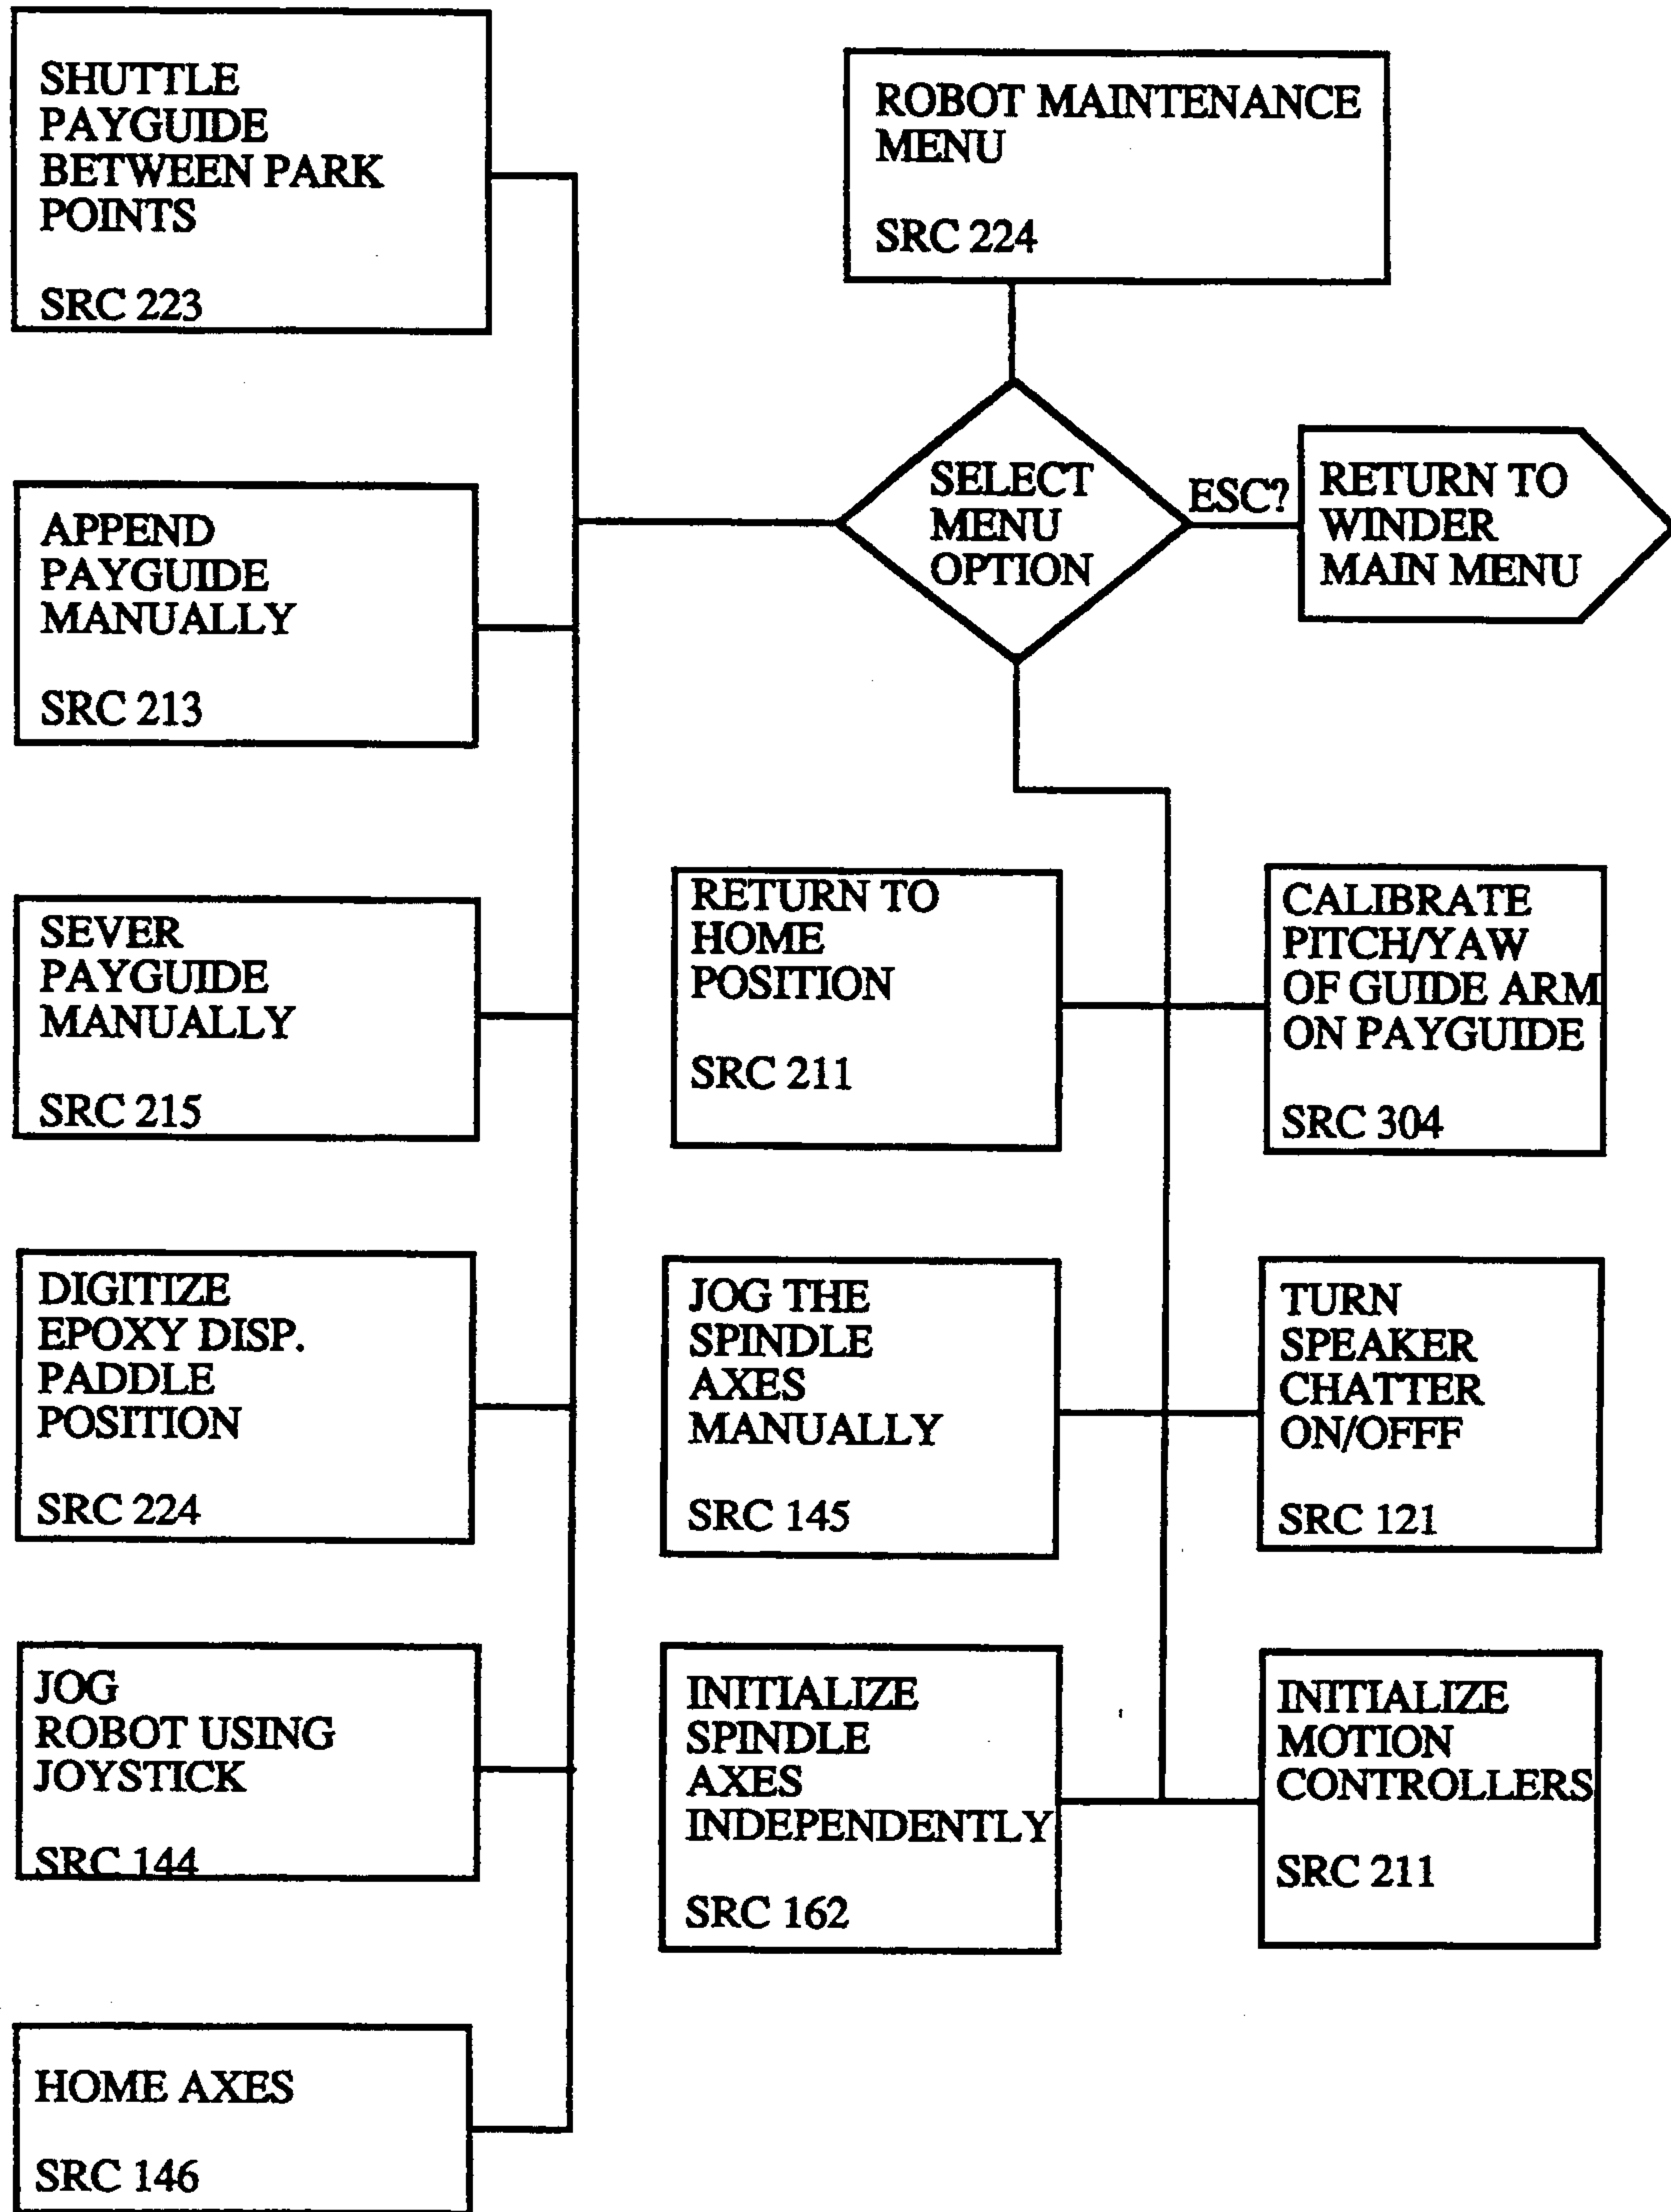 SHUTTLE
PAYGUIDE
BETWEEN PARK
POINTS
SRC 223
ROBOT MAINTENANCE
MENU
SRC 224
SELECT
MENU
OPTION
ESC?
RETURN TO
WINDER
MAIN MENU
APPEND
PAYGUIDE
MANUALLY
SRC 213
SEVER
PAYGUIDE
MANUALLY
SRC 215
DIGITIZE
EPOXY DISP.
PADDLE
POSITION
SRC 224
JOG
ROBOT USING
JOYSTICK
SRC 144
HOME AXES
SRC 146
RETURN TO
HOME
POSITION
SRC 211
CALIBRATE
PITCH/YAW
OF GUIDE ARM
ON PAYGUIDE
SRC 304
JOG THE
SPINDLE
AXES
MANUALLY
SRC 145
TURN
SPEAKER
CHATTER
ON/OFFF
SRC 121
INITIALIZE
SPINDLE
AXES
INDEPENDENTLY
SRC 162
INITIALIZE
MOTION
CONTROLLERS
SRC 211